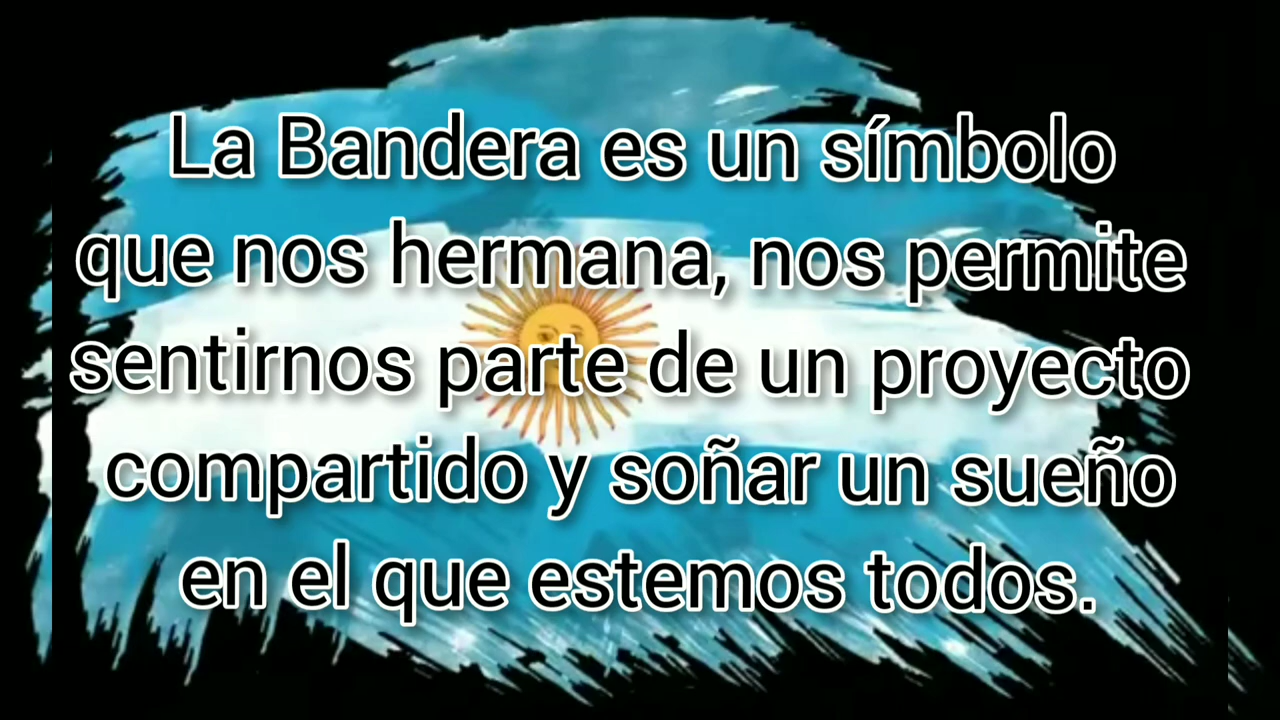 La Bandera es un símbolo
que nos hermana, nos permite
sentirnos parte de un proyecto
compartido y soñar un sueño
en el que estemos todos.